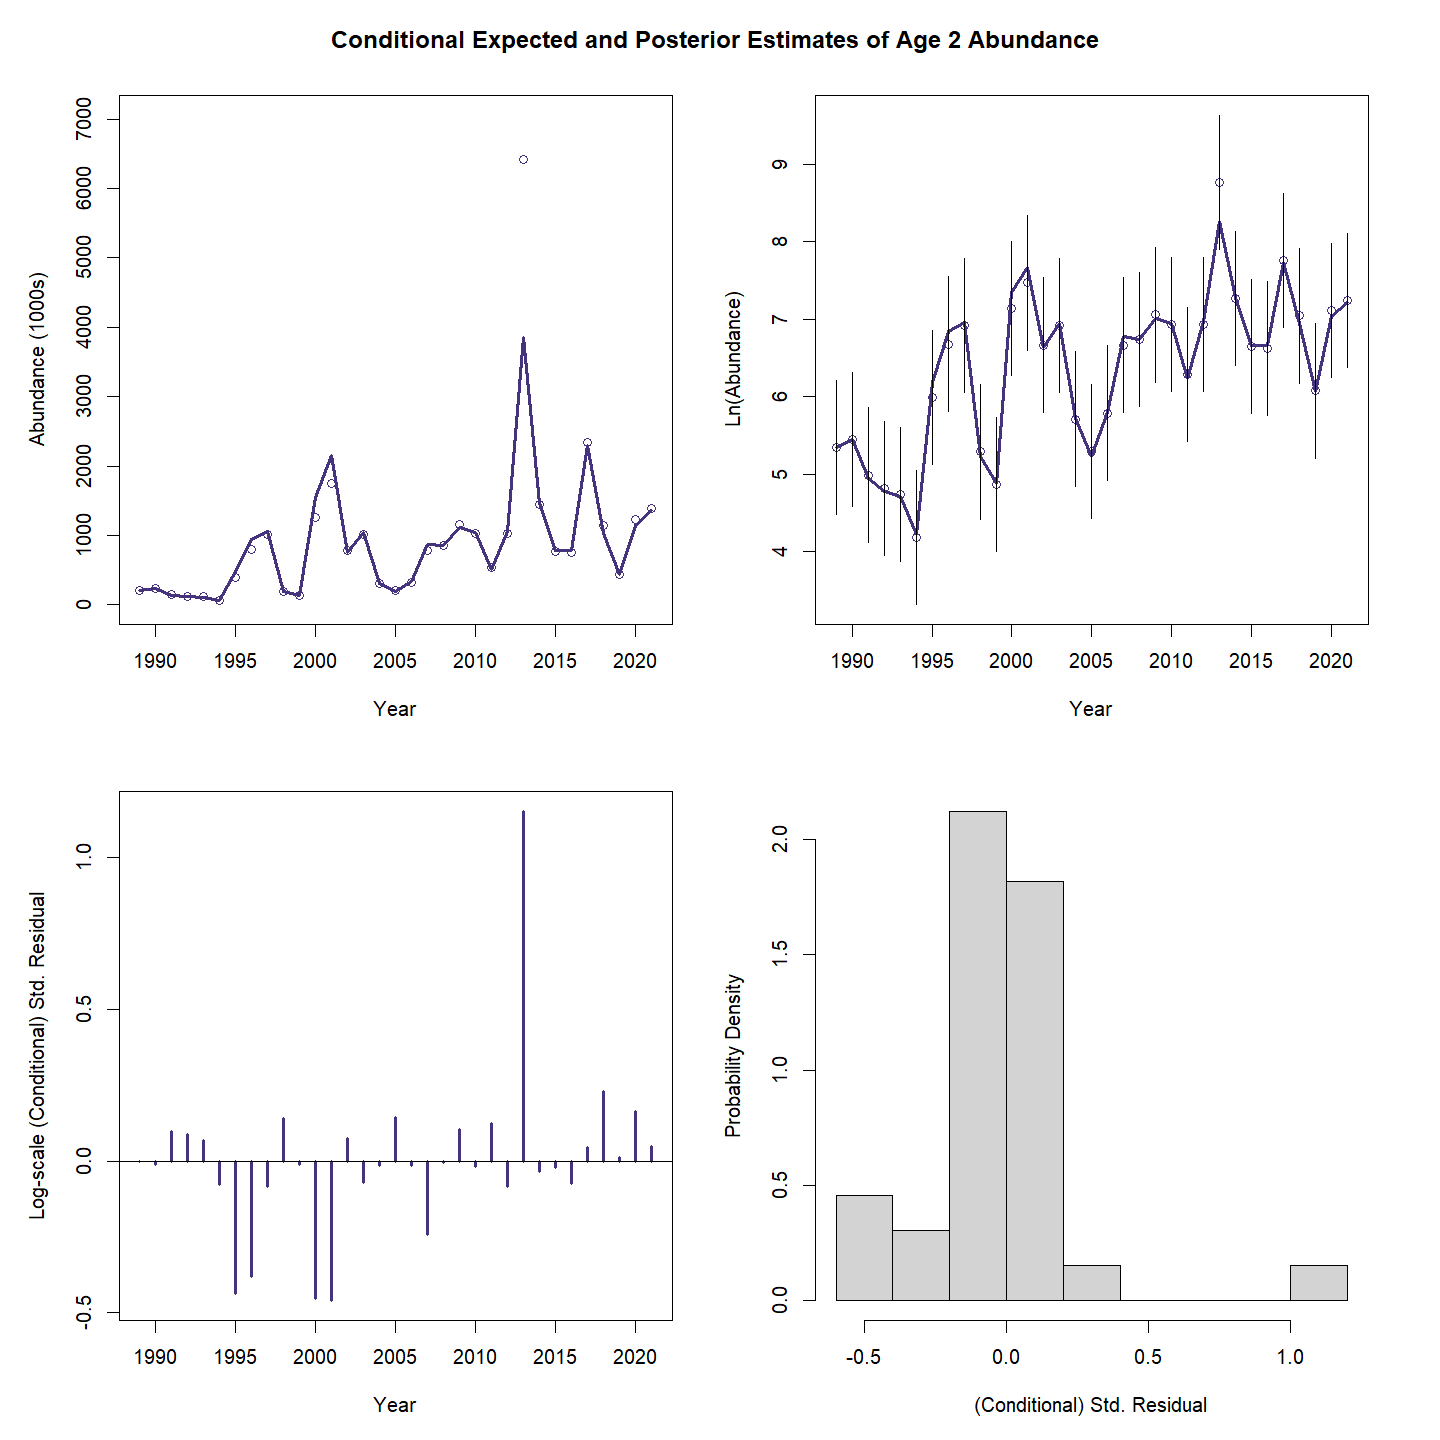 Conditional Expected and Posterior Estimates of Age 2 Abundance
Abundance (1000s)
7000
6000
5000
4000
3000
2000
1000
0
1990 1995 2000 2005 2010 2015 2020
Year
Ln(Abundance)
9
8
7
6
5
4
1990 1995 2000 2005 2010 2015 2020
Year
Log-scale (Conditional) Std. Residual
1.0
0.5
0.0
-0.5
1990 1995 2000 2005 2010 2015 2020
Year
Probability Density
2.0
1.5
1.0
0.5
0.0
-0.5 0.0 0.5 1.0
(Conditional) Std. Residual